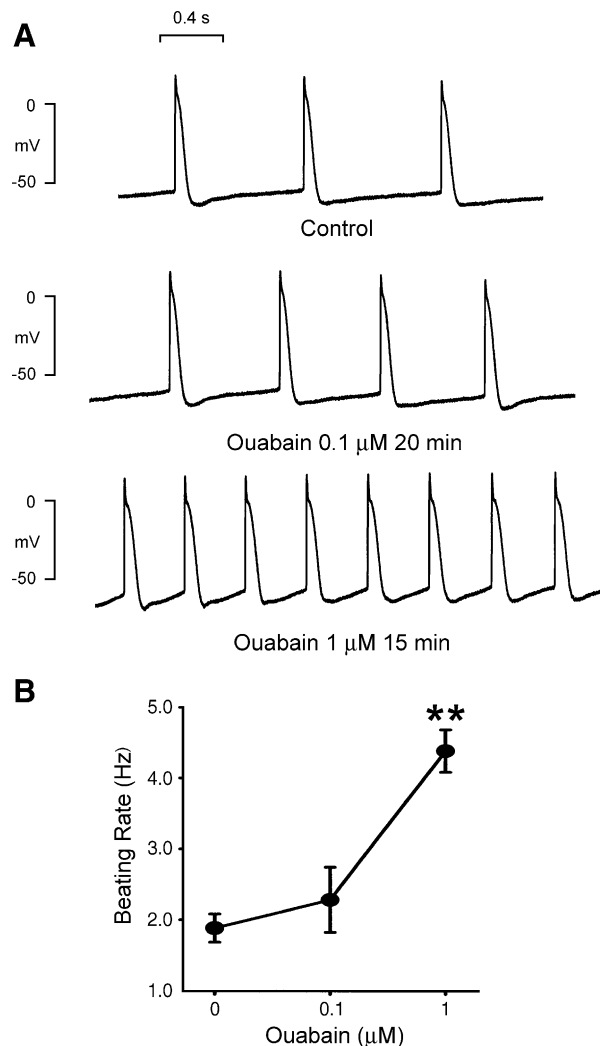 0.4 s
A
0
mV
-50
Control
0
mV
-50
Ouabain 0.1 μM 20 min
0
mV
-50
Ouabain 1 μM 15 min
B
5.0
**
4.0
3.0
2.0
1.0
Beating Rate (Hz)
0 0.1 1
Ouabain (μM)